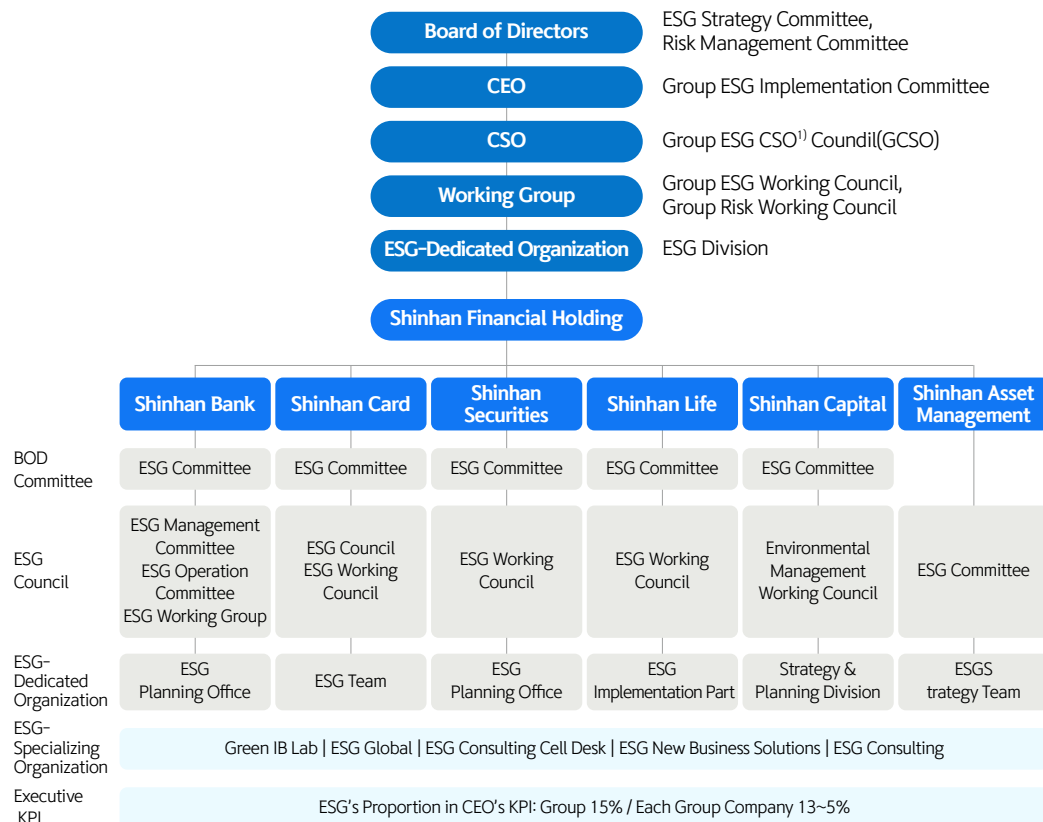 Board of Directors
ESG Strategy Committee,
Risk Management Committee
CEO
Group ESG Implementation Committee
CSO
Group ESG CSO1) Coundil(GCSO)
Working Group
Group ESG Working Council,
Group Risk Working Council
ESG-Dedicated Organization
ESG Division
Shinhan Financial Holding
Shinhan Bank
Shinhan Card
Shinhan
Securities
Shinhan Life
Shinhan Capital
Shinhan Asset
Management
BOD
Committee
ESG Committee
ESG Committee
ESG Committee
ESG Committee
ESG Committee
ESG
Council
ESG Management
Committee
ESG Operation
Committee
ESG Working Group
ESG Council
ESG Working
Council
ESG Working
Council
ESG Working
Council
Environmental
Management
Working Council
ESG Committee
ESG-
Dedicated
Organization
ESG
Planning Office
ESG Team
ESG
Planning Office
ESG
Implementation Part
Strategy &
Planning Division
ESGS
trategy Team
ESG-
Specializing
Organization
Green IB Lab | ESG Global | ESG Consulting Cell Desk | ESG New Business Solutions | ESG Consulting
Executive
KPI
ESG's Proportion in CEO's KPI: Group 15% / Each Group Company 13~5%